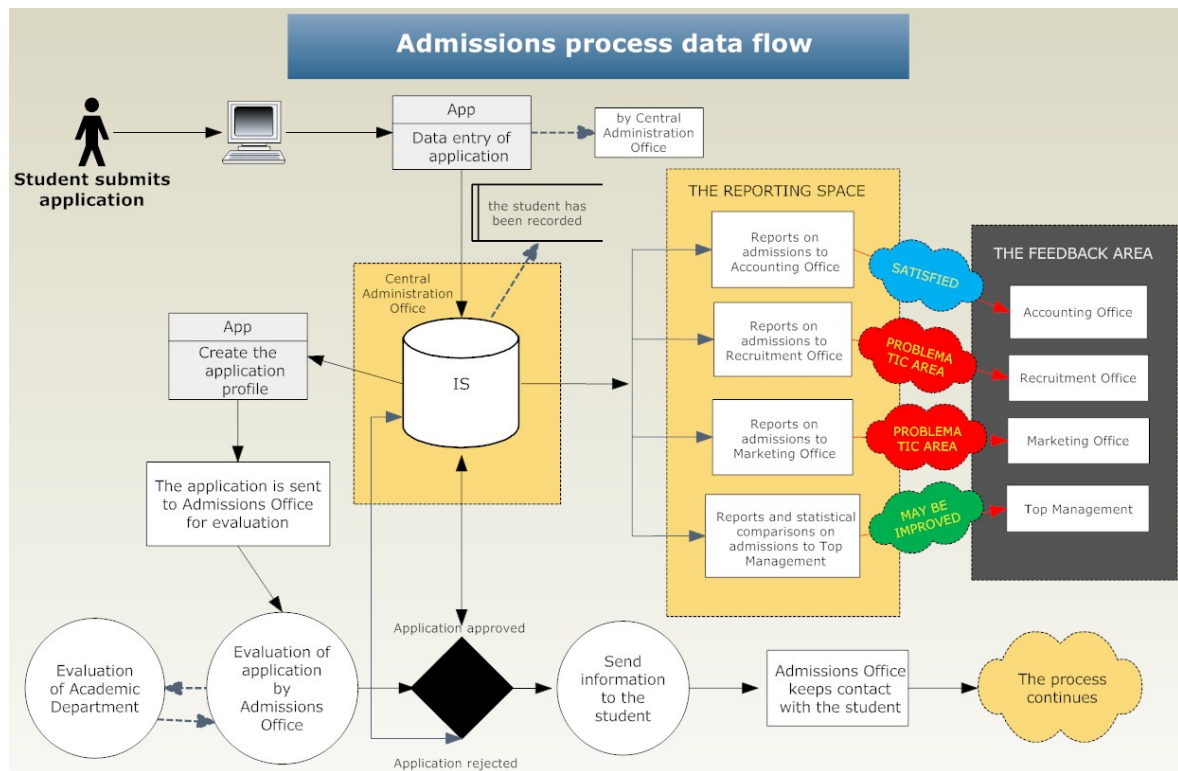 Admissions process data flow
Student submits
application
App
Data entry of
application
by Central
Administration
Office
the student has
been recorded
Central
Administration
Office
IS
App
Create the
application
profile
The application is sent
to Admissions Office
for evaluation
THE REPORTING SPACE
Reports on
admissions to
Accounting Office
Reports on
admissions to
Recruitment Office
Reports on
admissions to
Marketing Office
Reports and statistical
comparisons on
admissions to Top
Management
SATISFIED
PROBLEMA
TIC AREA
PROBLEMA
TIC AREA
MAY BE
IMPROVED
THE FEEDBACK AREA
Accounting Office
Recruitment Office
Marketing Office
Top Management
Evaluation
of Academic
Department
Evaluation of
application
by
Admissions
Office
Application approved
Application rejected
Send
information
to the
student
Admissions Office
keeps contact
with the student
The process
continues